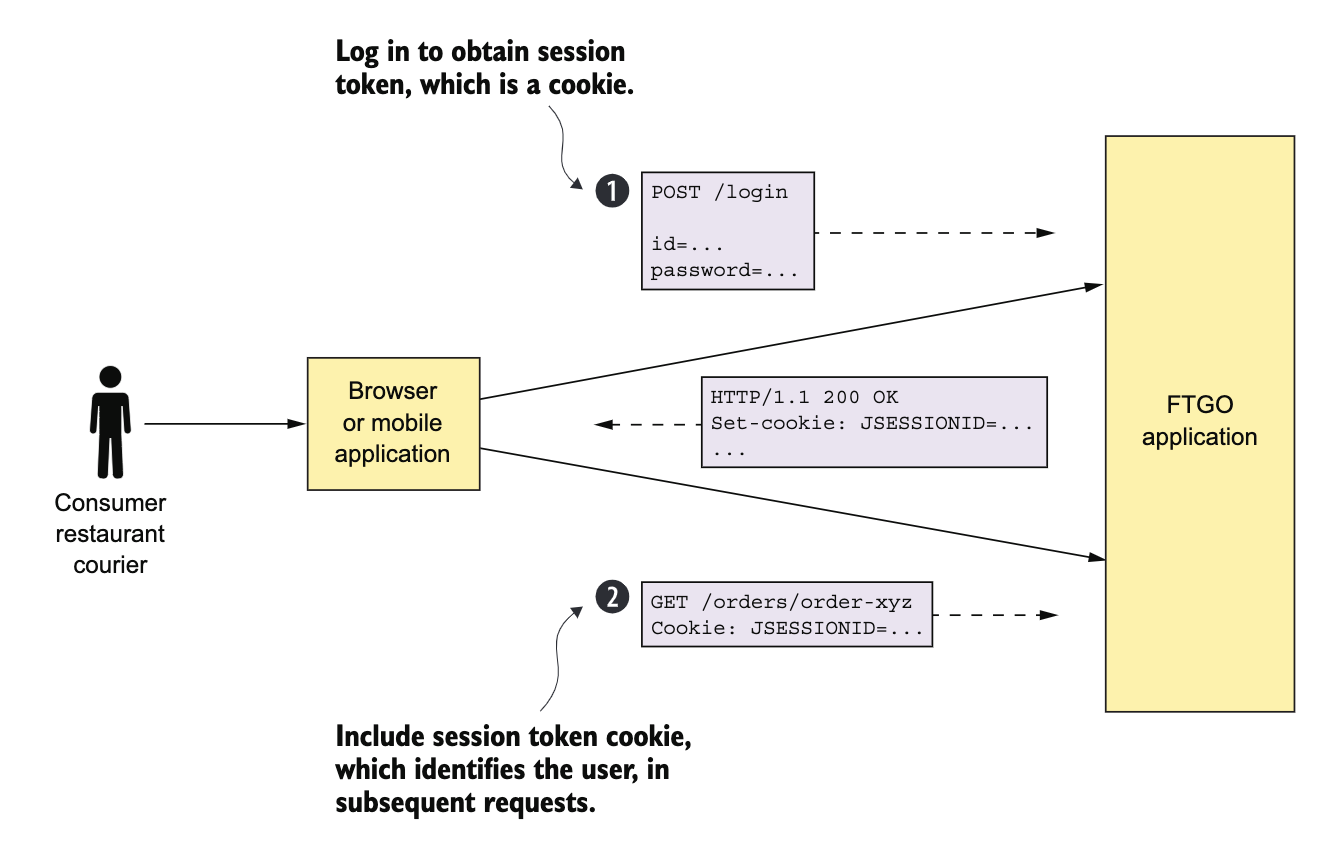 Log in to obtain session
token, which is a cookie.
1
POST /login
id=...
password=...
Browser
or mobile
application
HTTP/1.1 200 OK
Set-cookie: JSESSIONID=...
...
FTGO
application
Consumer
restaurant
courier
2
GET /orders/order-xyz
Cookie: JSESSIONID=...
Include session token cookie,
which identifies the user, in
subsequent requests.